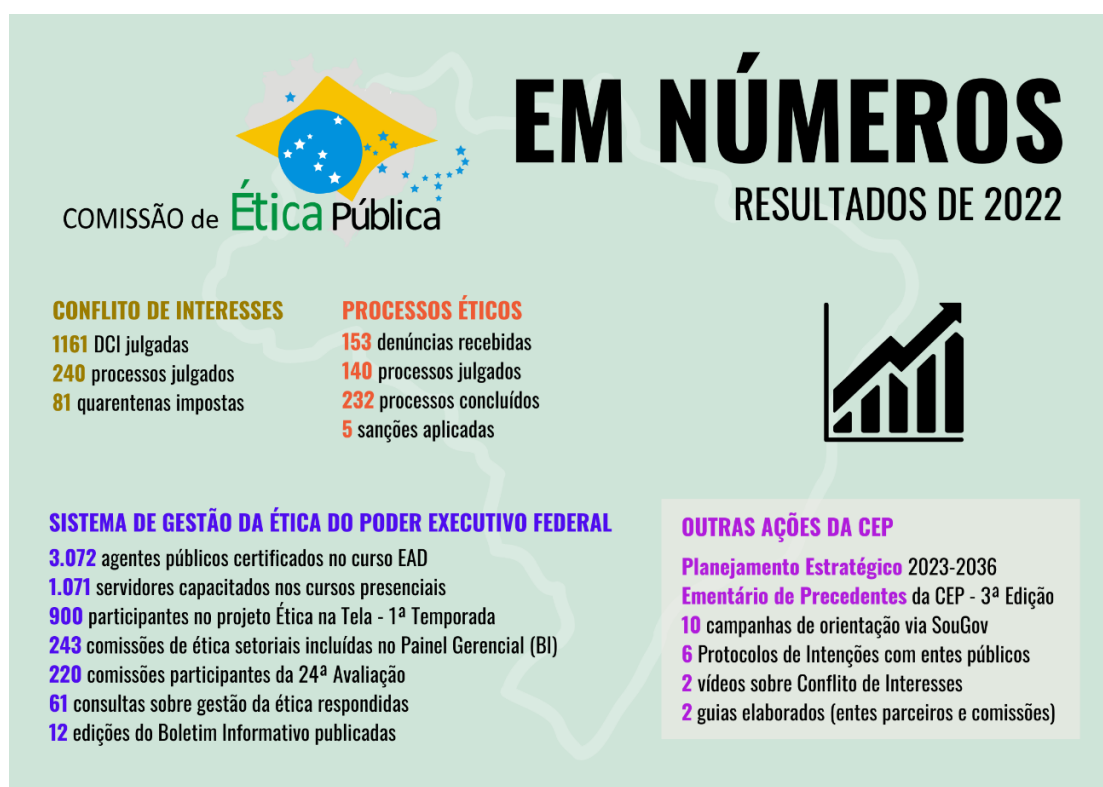 EM NÚMEROS
RESULTADOS DE 2022
COMISSÃO de Ética Pública
CONFLITO DE INTERESSES
1161 DCI julgadas
240 processos julgados
81 quarentenas impostas
PROCESSOS ÉTICOS
153 denúncias recebidas
140 processos julgados
232 processos concluídos
5 sanções aplicadas
SISTEMA DE GESTÃO DA ÉTICA DO PODER EXECUTIVO FEDERAL
3.072 agentes públicos certificados no curso EAD
1.071 servidores capacitados nos cursos presenciais
900 participantes no projeto Ética na Tela - 1ª Temporada
243 comissões de ética setoriais incluídas no Painel Gerencial (BI)
220 comissões participantes da 24ª Avaliação
61 consultas sobre gestão da ética respondidas
12 edições do Boletim Informativo publicadas
OUTRAS AÇÕES DA CEP
Planejamento Estratégico 2023-2036
Ementário de Precedentes da CEP - 3ª Edição
10 campanhas de orientação via SouGov
6 Protocolos de Intenções com entes públicos
2 vídeos sobre Conflito de Interesses
2 guias elaborados (entes parceiros e comissões)